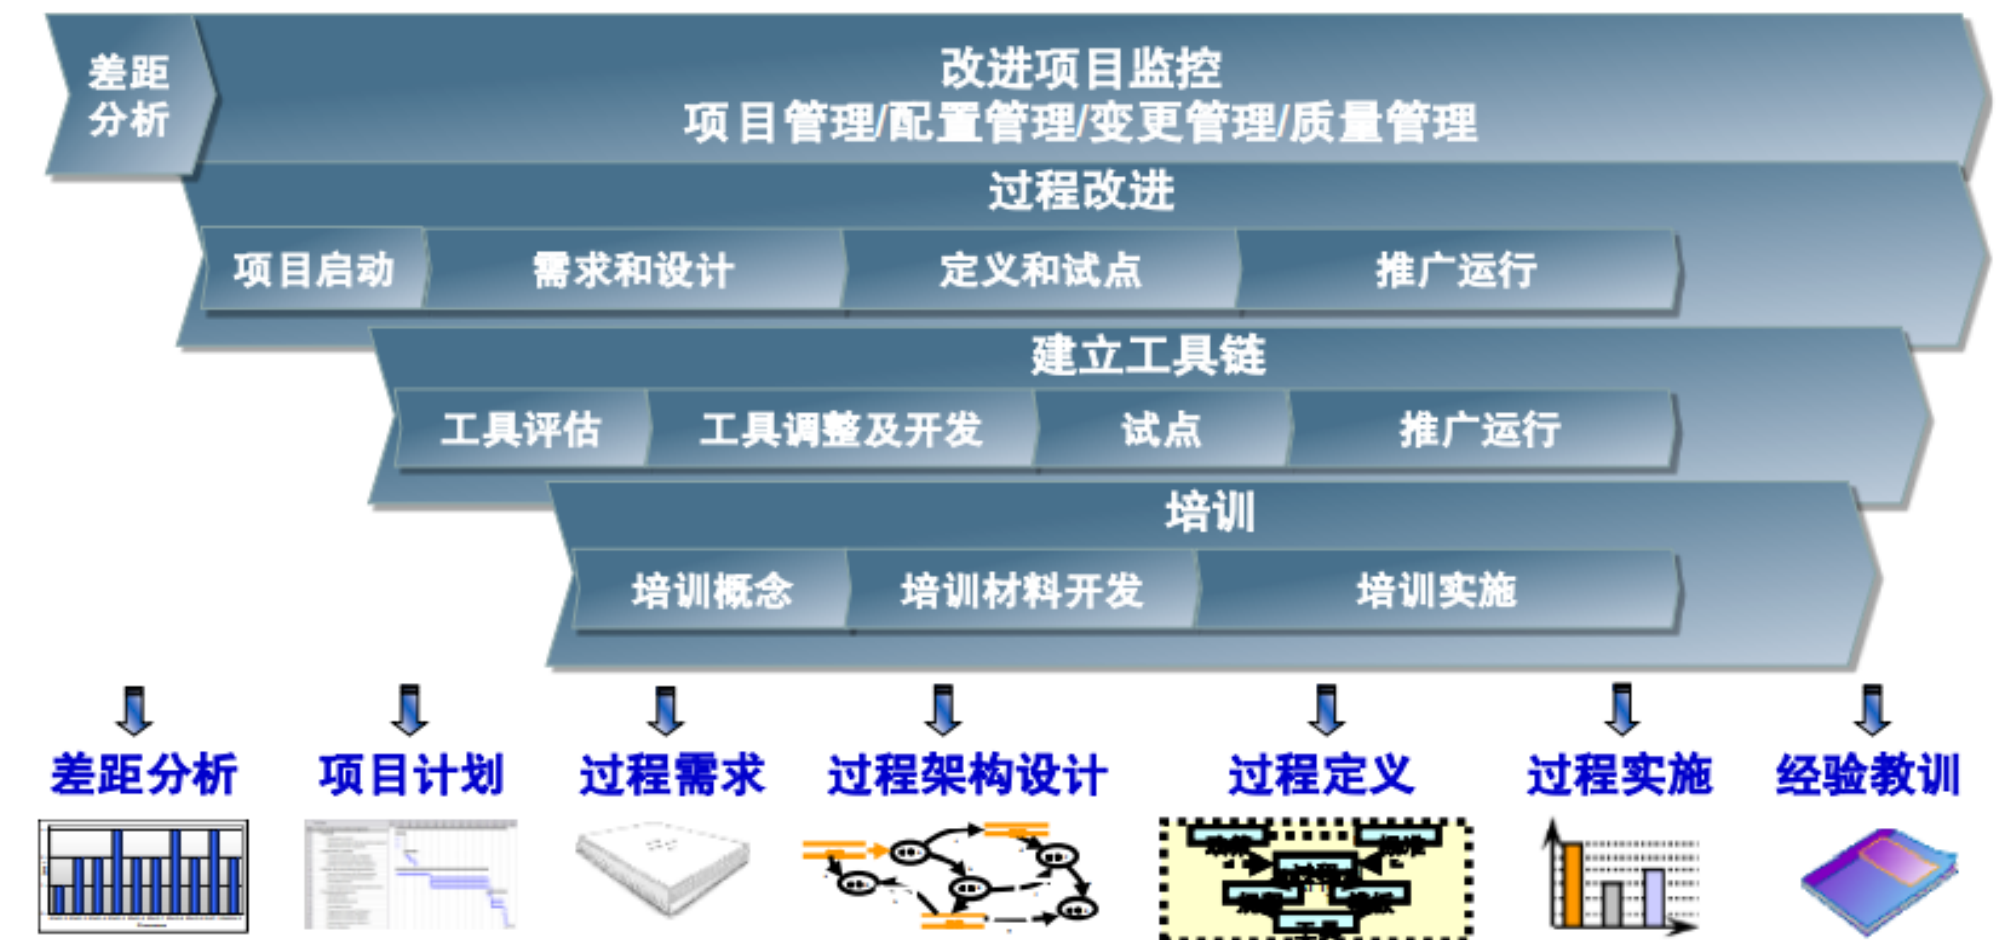 差距
分析
改进项目监控
项目管理/配置管理/变更管理/质量管理
过程改进
项目启动
需求和设计
定义和试点
推广运行
建立工具链
工具评估
工具调整及开发
试点
推广运行
培训
培训概念
培训材料开发
培训实施
差距分析
项目计划
过程需求
过程架构设计
过程定义
过程实施
经验教训